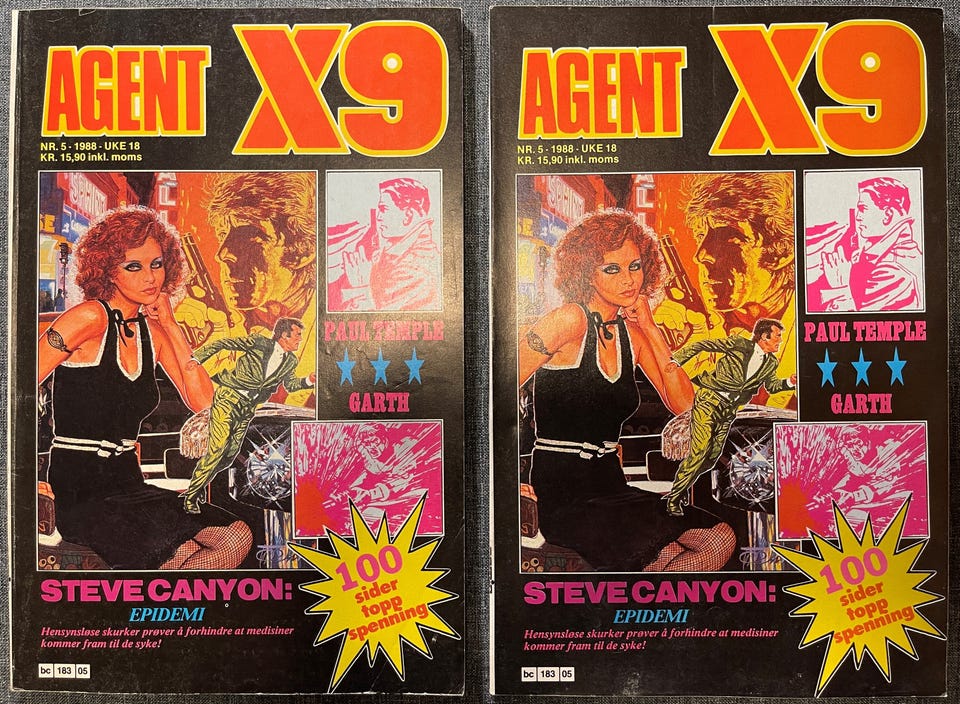 AGENT X9
NR. 5 - 1988 - UKE 18
KR. 15,90 inkl. moms
PAUL TEMPLE
GARTH
100
sider
topp
spenning
STEVE CANYON:
EPIDEMI
Hensynsløse skurker prøver å forhindre at medisiner
kommer fram til de syke!
bc 183 05
AGENT X9
NR. 5 - 1988 - UKE 18
KR. 15,90 inkl. moms
PAUL TEMPLE
GARTH
100
sider
topp
spenning
STEVE CANYON:
EPIDEMI
Hensynsløse skurker prøver å forhindre at medisiner
kommer fram til de syke!
bc 183 05